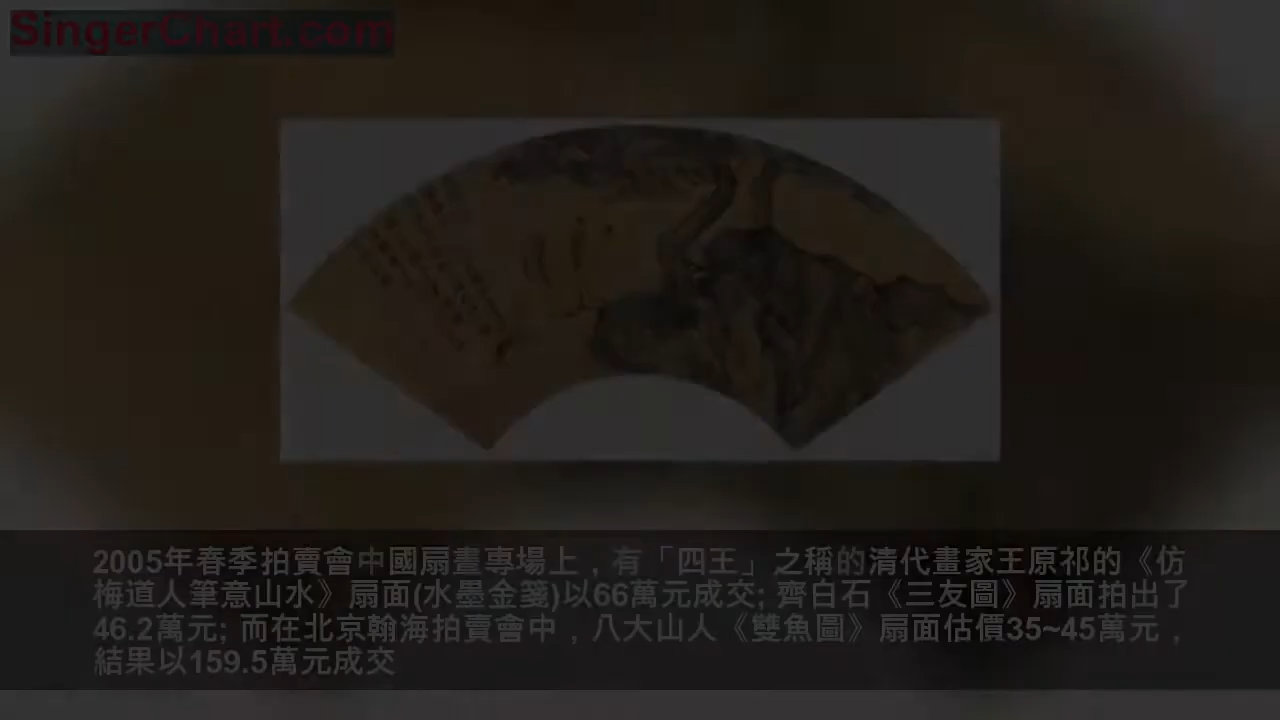 SingerChart.com
2005年春季拍賣會中國扇畫專場上，有「四王」之稱的清代畫家王原祁的《仿
梅道人筆意山水》扇面(水墨金箋)以66萬元成交; 齊白石《三友圖》扇面拍出了
46.2萬元; 而在北京翰海拍賣會中，八大山人《雙魚圖》扇面估價35~45萬元，
結果以159.5萬元成交